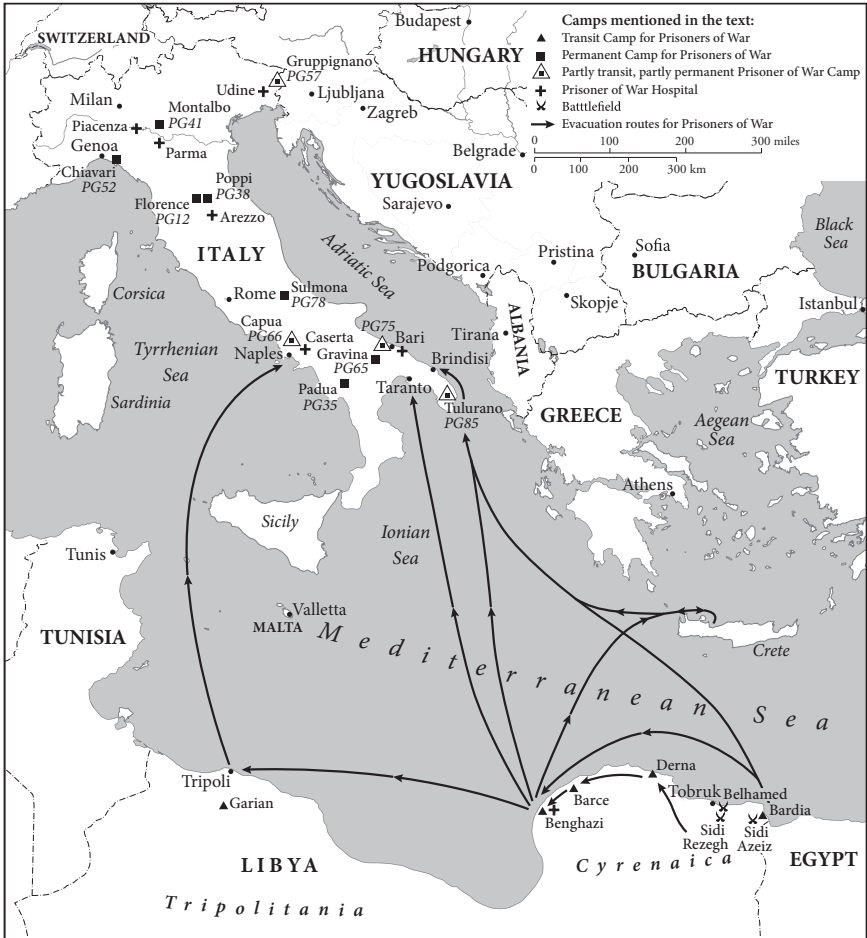 Camps mentioned in the text:
Transit Camp for Prisoners of War
Permanent Camp for Prisoners of War
Partly transit, partly permanent Prisoner of War Camp
Prisoner of War Hospital
Batttlefield
Evacuation routes for Prisoners of War
0 100 200 300 miles
0 100 200 300 km
SWITZERLAND
Budapest
HUNGARY
Gruppignano
PG57
Udine
Ljubljana
Zagreb
Milan
Montalbo
PG41
Piacenza
Parma
Genoa
Chiavari
PG52
Belgrade
YUGOSLAVIA
Poppi
PG38
Florence
PG12
Arezzo
Sarajevo
ITALY
Adriatic Sea
Black
Sea
Pristina
Sofia
BULGARIA
Podgorica
Skopje
Corsica
Rome
Sulmona
PG78
Istanbul
ALBANIA
Tirana
Capua
PG66
Caserta
PG75
Bari
Naples
Gravina
PG65
Brindisi
Tyrrhenian
Sea
Padua
PG35
Taranto
Tulurano
PG85
TURKEY
GREECE
Sardinia
Aegean
Sea
Athens
Sicily
Ionian
Sea
Tunis
TUNISIA
Valletta
MALTA
Mediterranean Sea
Crete
Tripoli
Garian
Derna
Barce
Benghazi
Tobruk
Belhamed
Bardia
Sidi
Rezegh
Sidi
Azeiz
LIBYA
Cyrenaica
EGYPT
Tripolitania